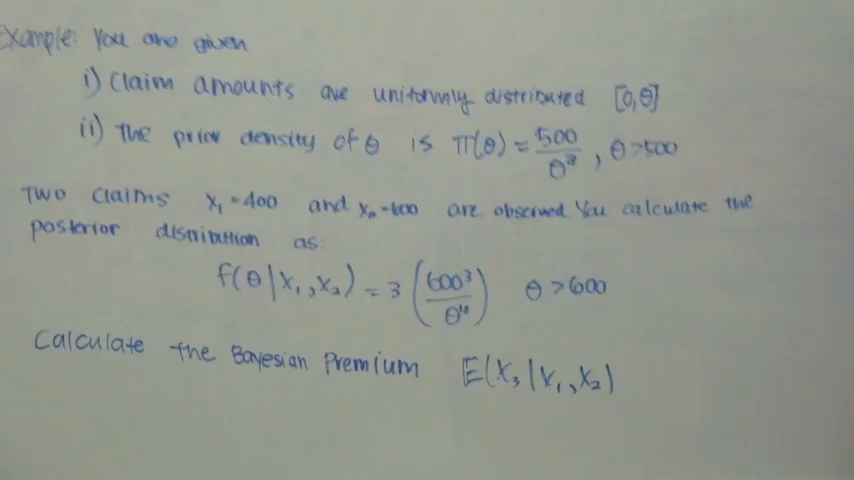 Example: You are given
i) Claim amounts are uniformly distributed [0,θ]
ii) The prior density of θ is π(θ) = 500/θ², θ>500
Two claims x₁=400 and x₂=600 are observed You calculate the
posterior distribution as:
f(θ|x₁,x₂) = 3(600³/θ⁴) θ>600
Calculate the Bayesian Premium E(X₃|X₁,X₂)